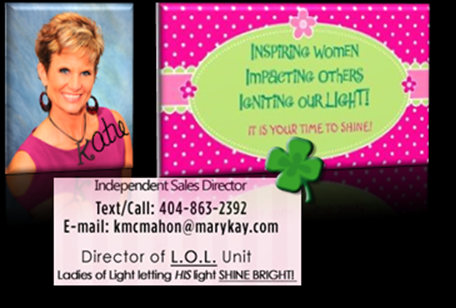 Katie
INSPIRING WOMEN
IMPACTING OTHERS
IGNITING OUR LIGHT!
IT IS YOUR TIME TO SHINE!
Independent Sales Director
Text/Call: 404-863-2392
E-mail: kmcmahon@marykay.com
Director of L.O.L. Unit
Ladies of Light letting HIS light SHINE BRIGHT!